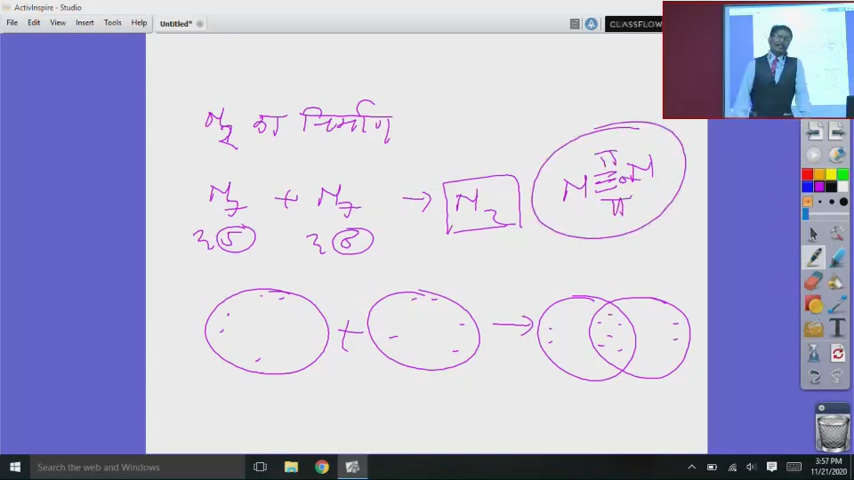 ActivInspire - Studio
File Edit View Insert Tools Help
Untitled*
CLASSFLOW
N₂ का निर्माण
N₇ + N₇ → N₂
2 5 2 5
N≡N
π
σ
π
+ →
Search the web and Windows
3:57 PM
11/21/2020